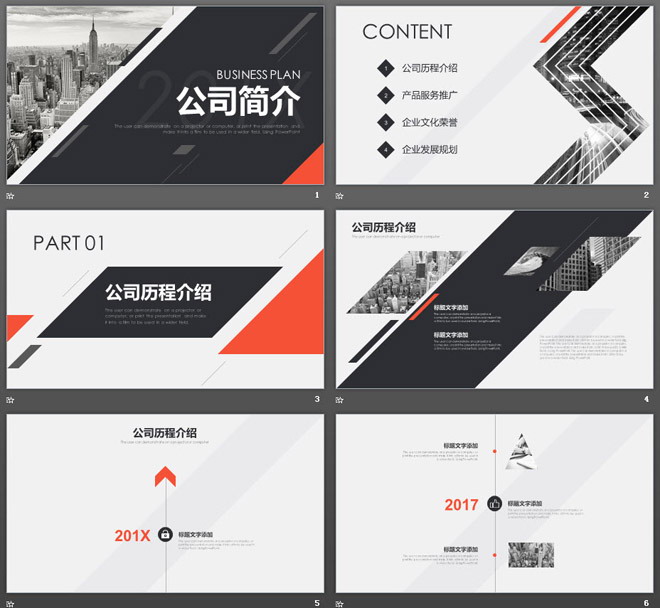 20 X
BUSINESS PLAN
公司简介
The user can demonstrate on a projector or computer, or print the presentation and
make it into a film to be used in a wider field. Using PowerPoint
1
CONTENT
1 公司历程介绍
2 产品服务推广
3 企业文化荣誉
4 企业发展规划
2
PART 01
公司历程介绍
The user can demonstrate on a projector or
computer, or print the presentation and make
it into a film to be used in a wider field
3
公司历程介绍
The user can demonstrate on a projector or computer
标题文字添加
标题文字添加
4
公司历程介绍
The user can demonstrate on a projector or computer
201X
标题文字添加
5
标题文字添加
2017
标题文字添加
标题文字添加
6